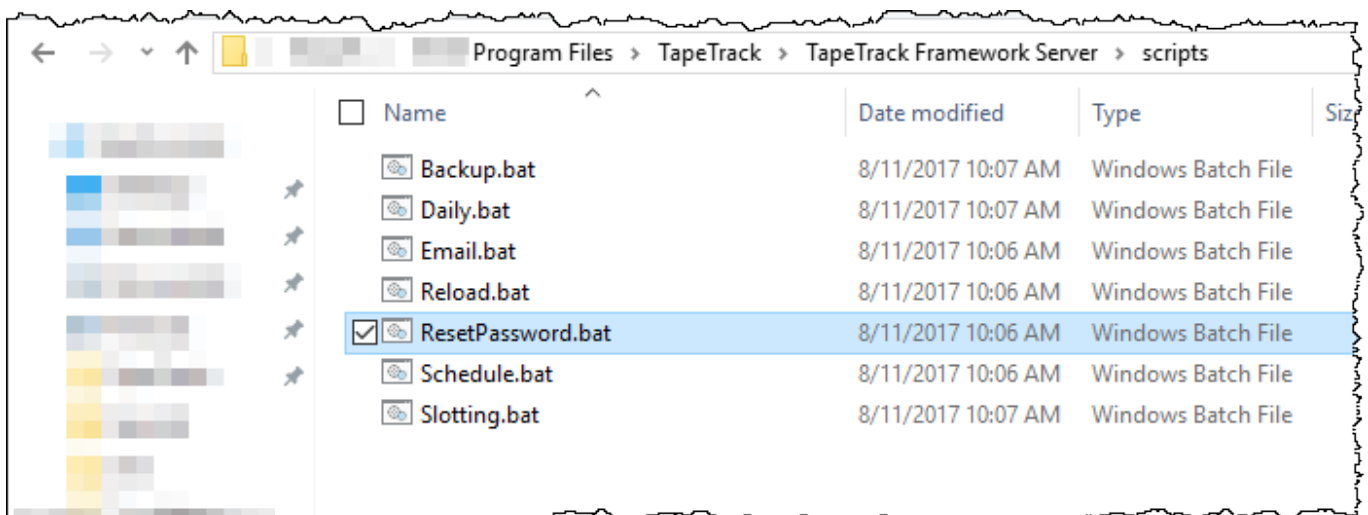 Program Files > TapeTrack > TapeTrack Framework Server > scripts
Name Date modified Type
Backup.bat 8/11/2017 10:07 AM Windows Batch File
Daily.bat 8/11/2017 10:07 AM Windows Batch File
Email.bat 8/11/2017 10:06 AM Windows Batch File
Reload.bat 8/11/2017 10:06 AM Windows Batch File
ResetPassword.bat 8/11/2017 10:06 AM Windows Batch File
Schedule.bat 8/11/2017 10:06 AM Windows Batch File
Slotting.bat 8/11/2017 10:07 AM Windows Batch File